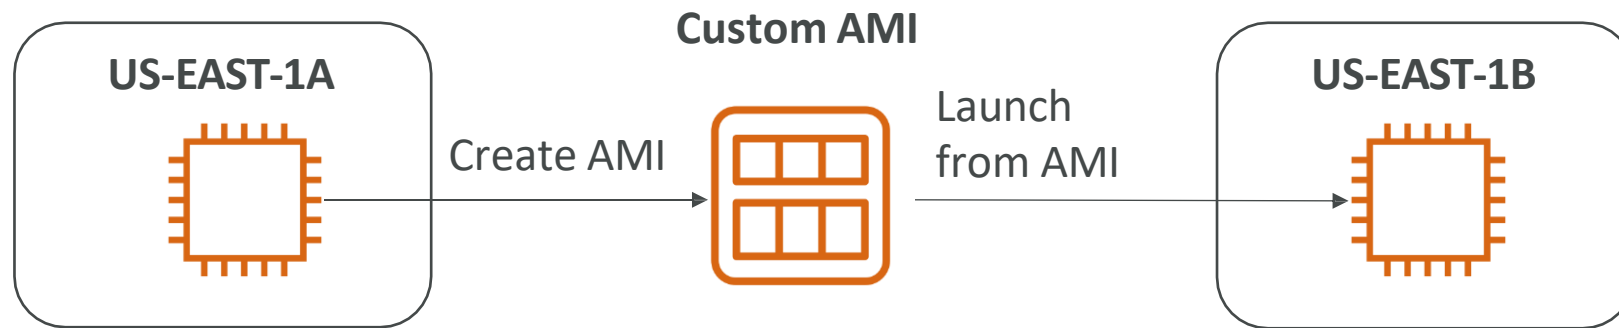 Custom AMI
US-EAST-1A
Create AMI
Launch
from AMI
US-EAST-1B